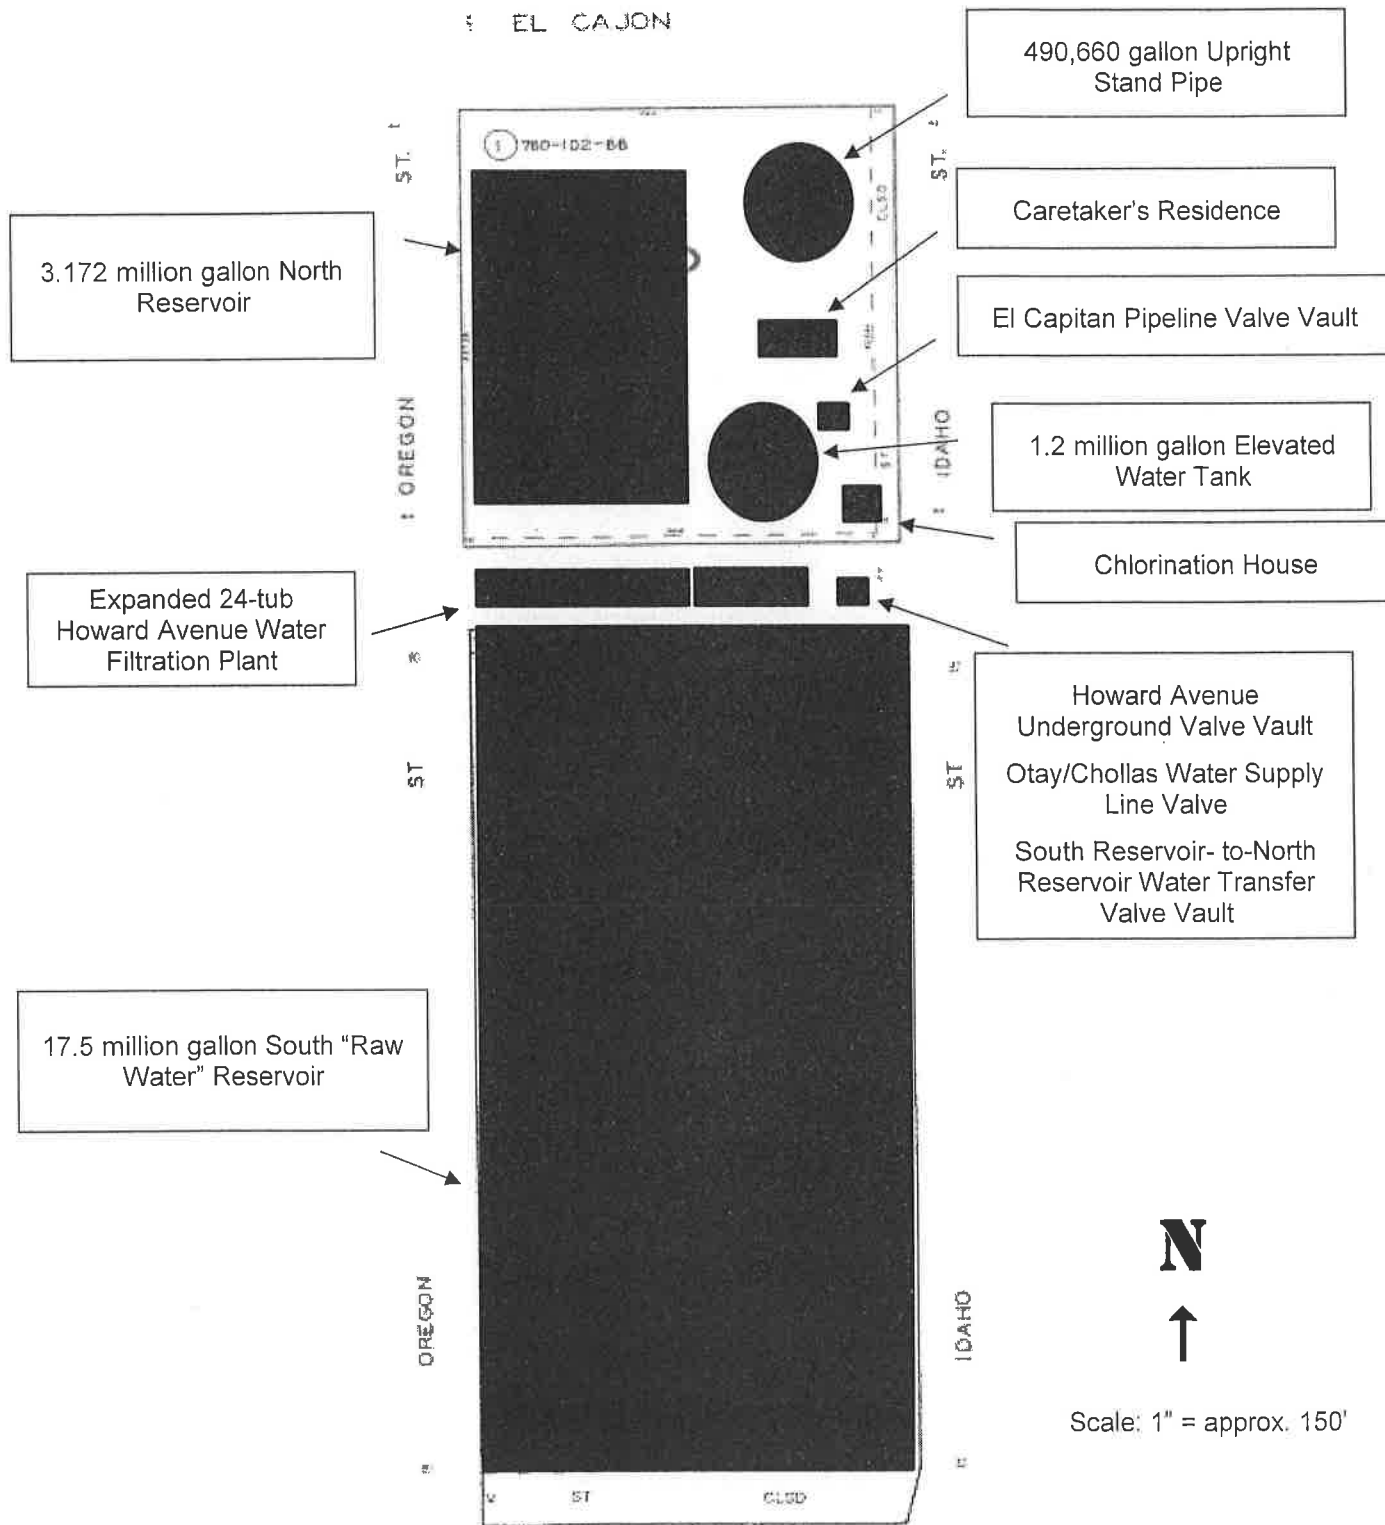 EL CAJON
490,660 gallon Upright
Stand Pipe
ST.
ST.
1 760-102-66
CLSD
Caretaker's Residence
3.172 million gallon North
Reservoir
El Capitan Pipeline Valve Vault
OREGON
IDAHO
1.2 million gallon Elevated
Water Tank
ST
Chlorination House
Expanded 24-tub
Howard Avenue Water
Filtration Plant
Howard Avenue
Underground Valve Vault
Otay/Chollas Water Supply
Line Valve
South Reservoir- to-North
Reservoir Water Transfer
Valve Vault
ST
ST
17.5 million gallon South “Raw
Water” Reservoir
N
OREGON
IDAHO
Scale: 1" = approx. 150'
ST
CLSD